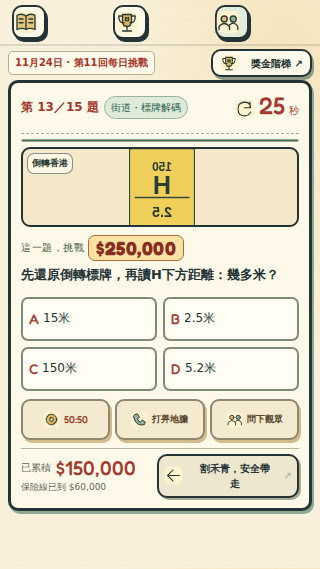 11月24日 · 第11回每日挑戰
獎金階梯 ↗
第 13／15 題
街道・標牌解碼
25 秒
倒轉香港
150
H
2.5
這一題，挑戰 $250,000
先還原倒轉標牌，再讀H下方距離：幾多米？
A 15米
B 2.5米
C 150米
D 5.2米
50:50
打畀地膽
問下觀眾
已累積 $150,000
保險線已到 $60,000
割禾青，安全帶
走
↗